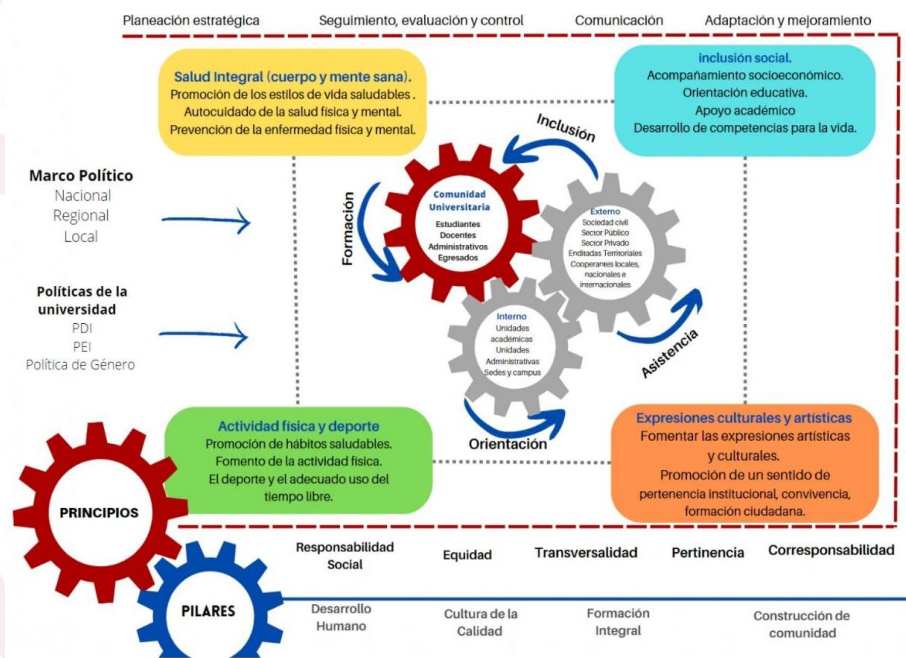 Planeación estratégica
Seguimiento, evaluación y control
Comunicación
Adaptación y mejoramiento
Salud Integral (cuerpo y mente sana).
Promoción de los estilos de vida saludables .
Autocuidado de la salud física y mental.
Prevención de la enfermedad física y mental.
inclusión social.
Acompañamiento socioeconómico.
Orientación educativa.
Apoyo académico
Desarrollo de competencias para la vida.
Marco Político
Nacional
Regional
Local
Políticas de la
universidad
PDI
PEI
Política de Género
Inclusión
Formación
Comunidad
Universitaria
Estudiantes
Docentes
Administrativos
Egresados
Externo
Sociedad civil
Sector Público
Sector Privado
Enditadas Territoriales
Cooperantes locales,
nacionales e
internacionales
Interno
Unidades
académicas
Unidades
Administrativas
Sedes y campus
Asistencia
Orientación
Actividad física y deporte
Promoción de hábitos saludables.
Fomento de la actividad física.
El deporte y el adecuado uso del
tiempo libre.
Expresiones culturales y artísticas
Fomentar las expresiones artísticas
y culturales.
Promoción de un sentido de
pertenencia institucional, convivencia,
formación ciudadana.
PRINCIPIOS
Responsabilidad
Social
Equidad
Transversalidad
Pertinencia
Corresponsabilidad
PILARES
Desarrollo
Humano
Cultura de la
Calidad
Formación
Integral
Construcción de
comunidad